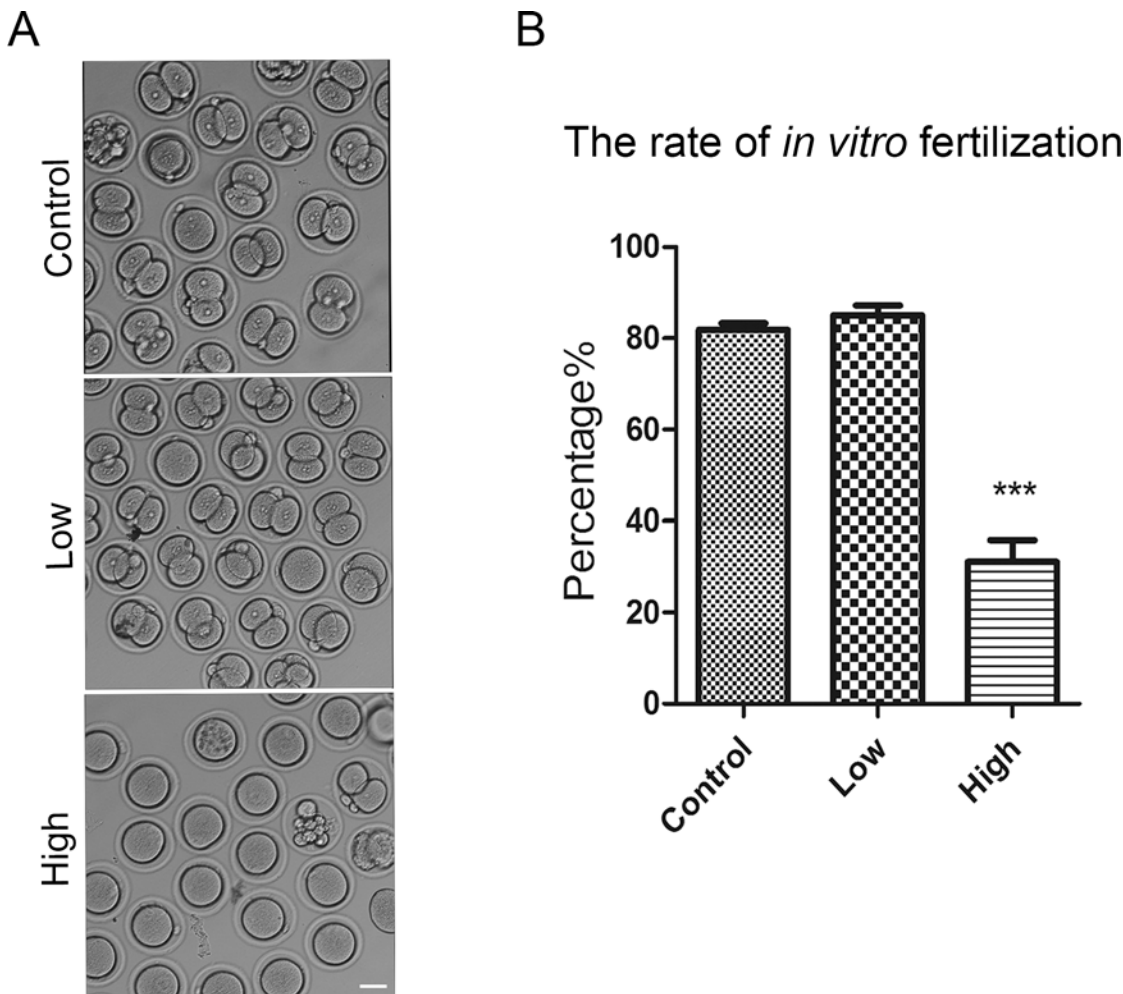 A
Control
Low
High
B
The rate of in vitro fertilization
Percentage%
100
80
60
40
20
0
***
Control
Low
High